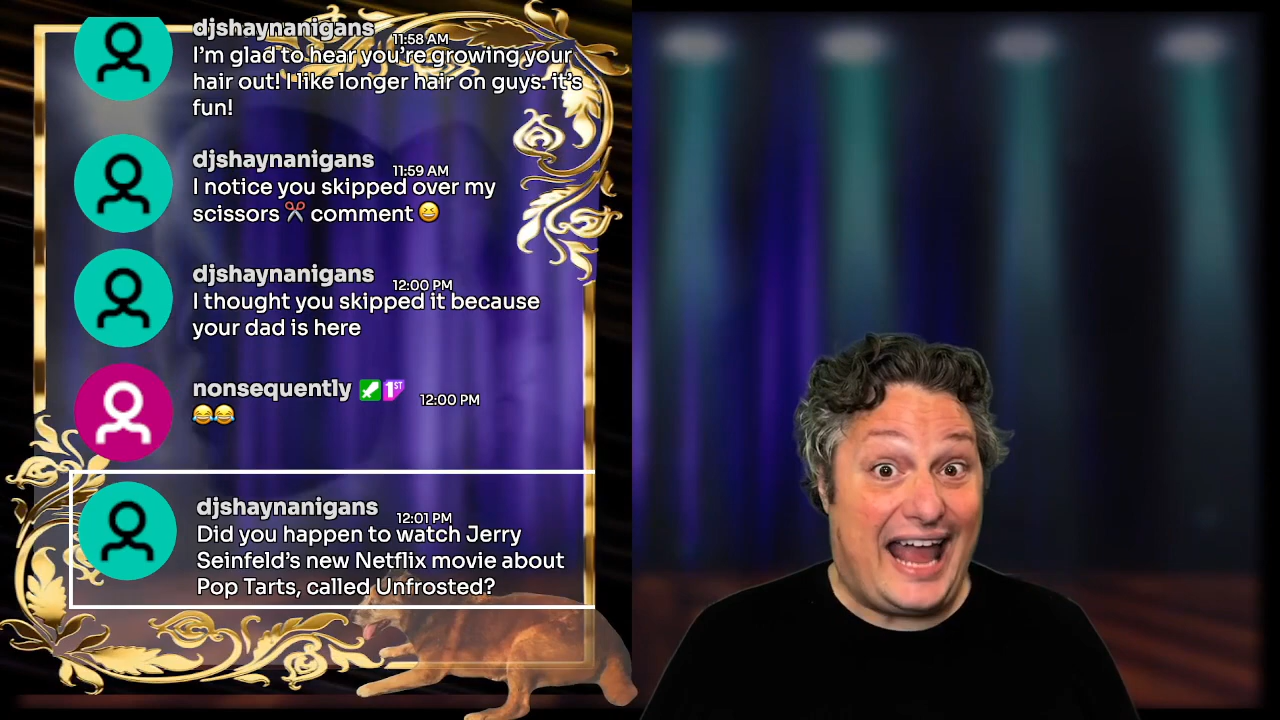 djshaynanigans 11:58 AM
I'm glad to hear you're growing your
hair out! I like longer hair on guys. it's
fun!
djshaynanigans 11:59 AM
I notice you skipped over my
scissors ✂️ comment 😆
djshaynanigans 12:00 PM
I thought you skipped it because
your dad is here
nonsequently 1ST 12:00 PM
😂😂
djshaynanigans 12:01 PM
Did you happen to watch Jerry
Seinfeld's new Netflix movie about
Pop Tarts, called Unfrosted?